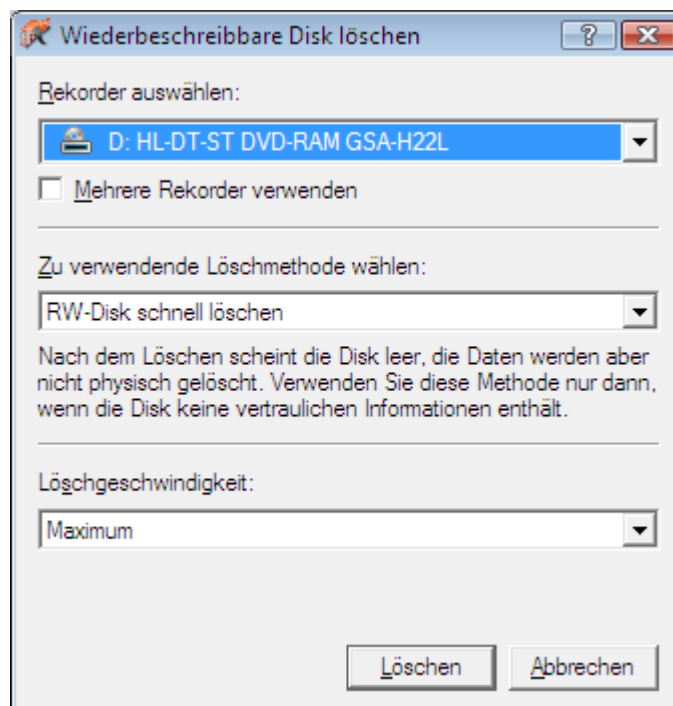 Wiederbeschreibbare Disk löschen
Rekorder auswählen:
D: HL-DT-ST DVD-RAM GSA-H22L
Mehrere Rekorder verwenden
Zu verwendende Löschmethode wählen:
RW-Disk schnell löschen
Nach dem Löschen scheint die Disk leer, die Daten werden aber
nicht physisch gelöscht. Verwenden Sie diese Methode nur dann,
wenn die Disk keine vertraulichen Informationen enthält.
Löschgeschwindigkeit:
Maximum
Löschen
Abbrechen